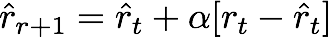 r̂_{r+1} = r̂_t + α[r_t − r̂_t]